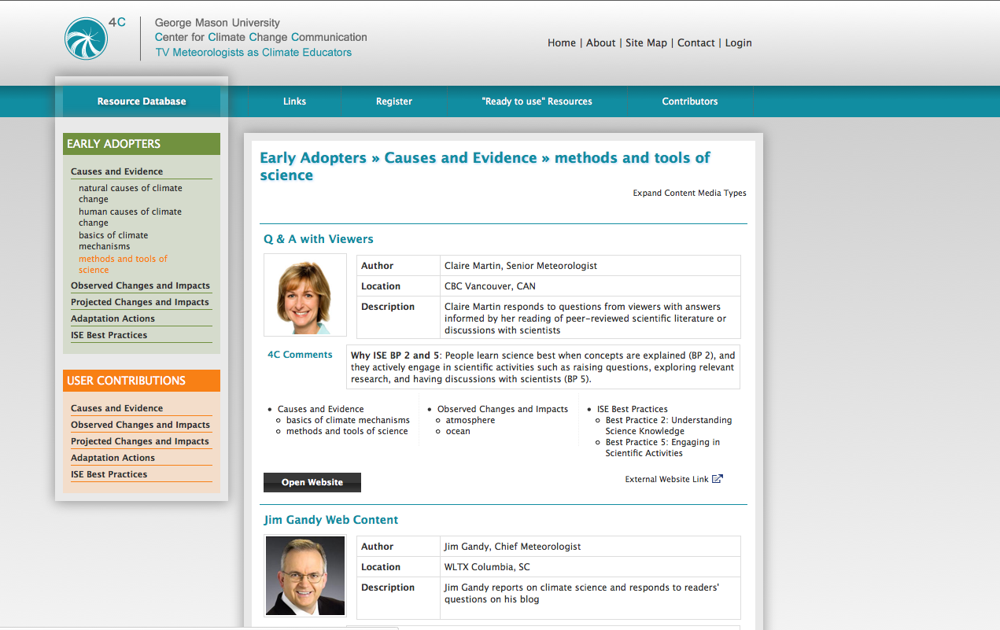 4C
George Mason University
Center for Climate Change Communication
TV Meteorologists as Climate Educators
Home | About | Site Map | Contact | Login
Resource Database
Links
Register
"Ready to use" Resources
Contributors
EARLY ADOPTERS
Causes and Evidence
natural causes of climate
change
human causes of climate
change
basics of climate
mechanisms
methods and tools of
science
Observed Changes and Impacts
Projected Changes and Impacts
Adaptation Actions
ISE Best Practices
USER CONTRIBUTIONS
Causes and Evidence
Observed Changes and Impacts
Projected Changes and Impacts
Adaptation Actions
ISE Best Practices
Early Adopters » Causes and Evidence » methods and tools of
science
Expand Content Media Types
Q & A with Viewers
Author Claire Martin, Senior Meteorologist
Location CBC Vancouver, CAN
Description Claire Martin responds to questions from viewers with answers
informed by her reading of peer-reviewed scientific literature or
discussions with scientists
4C Comments
Why ISE BP 2 and 5: People learn science best when concepts are explained (BP 2), and
they actively engage in scientific activities such as raising questions, exploring relevant
research, and having discussions with scientists (BP 5).
Causes and Evidence
basics of climate mechanisms
methods and tools of science
Observed Changes and Impacts
atmosphere
ocean
ISE Best Practices
Best Practice 2: Understanding
Science Knowledge
Best Practice 5: Engaging in
Scientific Activities
Open Website
External Website Link
Jim Gandy Web Content
Author Jim Gandy, Chief Meteorologist
Location WLTX Columbia, SC
Description Jim Gandy reports on climate science and responds to readers'
questions on his blog